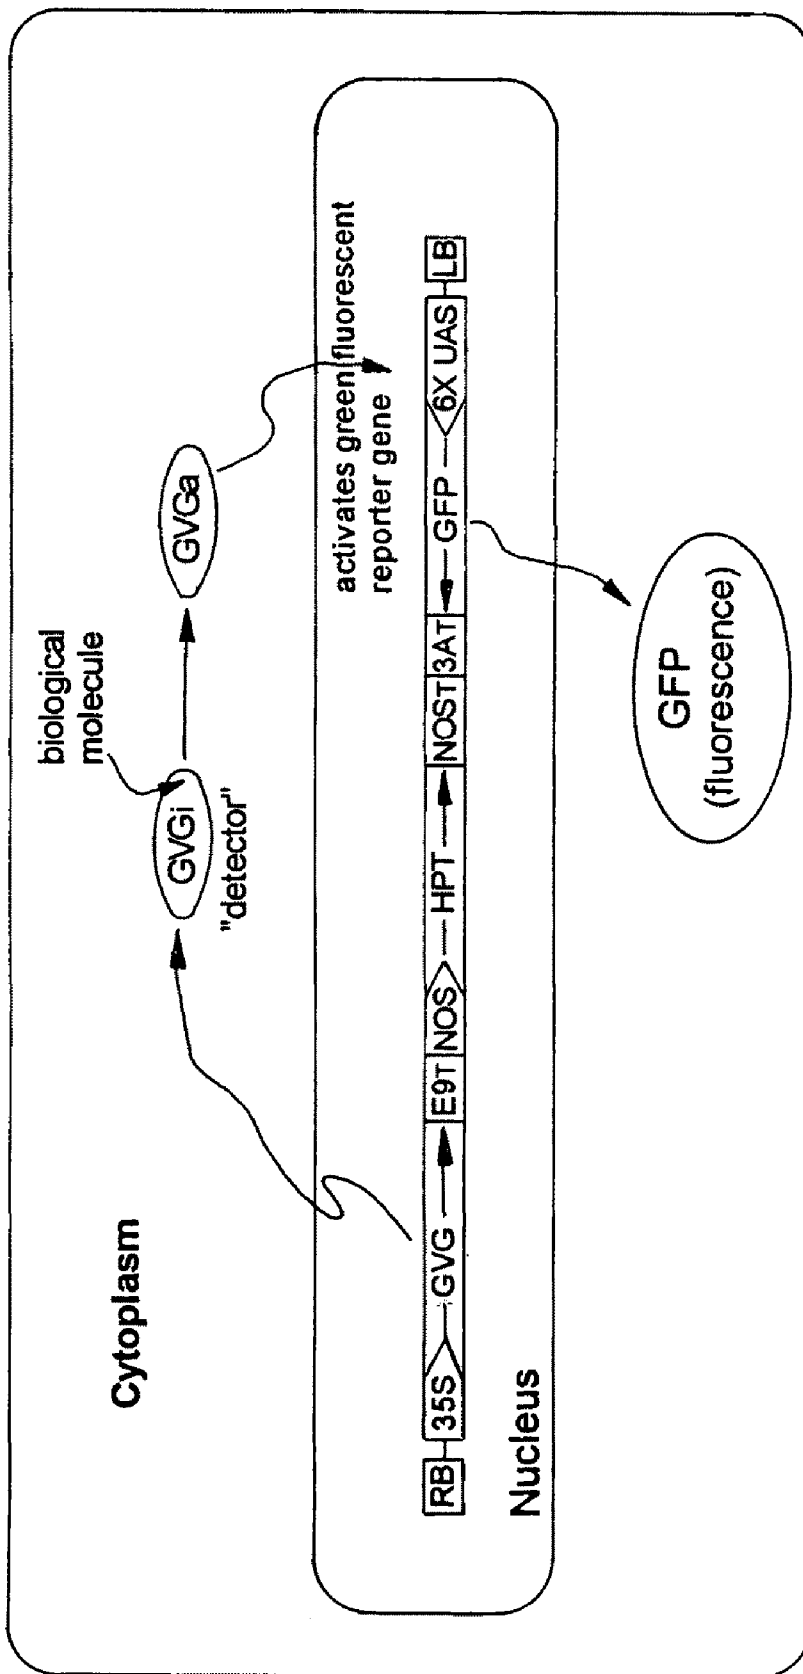 Cytoplasm
biological
molecule
GVGi
GVGa
"detector"
activates green fluorescent
reporter gene
RB 35S GVG E9T NOS HPT NOST 3AT GFP 6X UAS LB
Nucleus
GFP
(fluorescence)